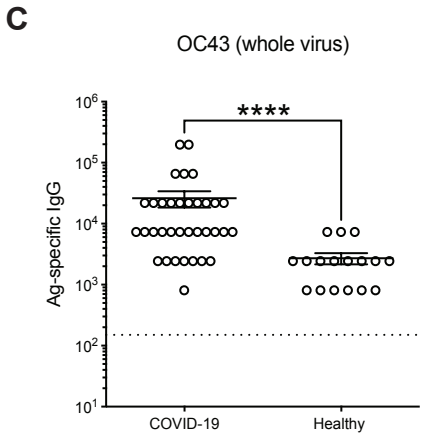 C
OC43 (whole virus)
****
Ag-specific IgG
10⁶
10⁵
10⁴
10³
10²
10¹
COVID-19 Healthy